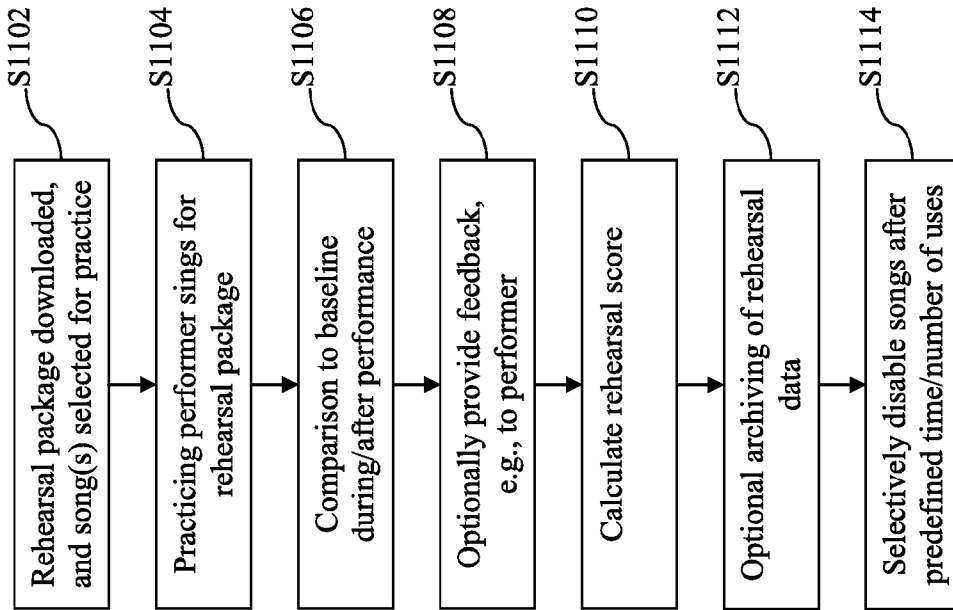 S1102
Rehearsal package downloaded,
and song(s) selected for practice
S1104
Practicing performer sings for
rehearsal package
S1106
Comparison to baseline
during/after performance
S1108
Optionally provide feedback,
e.g., to performer
S1110
Calculate rehearsal score
S1112
Optional archiving of rehearsal
data
S1114
Selectively disable songs after
predefined time/number of uses